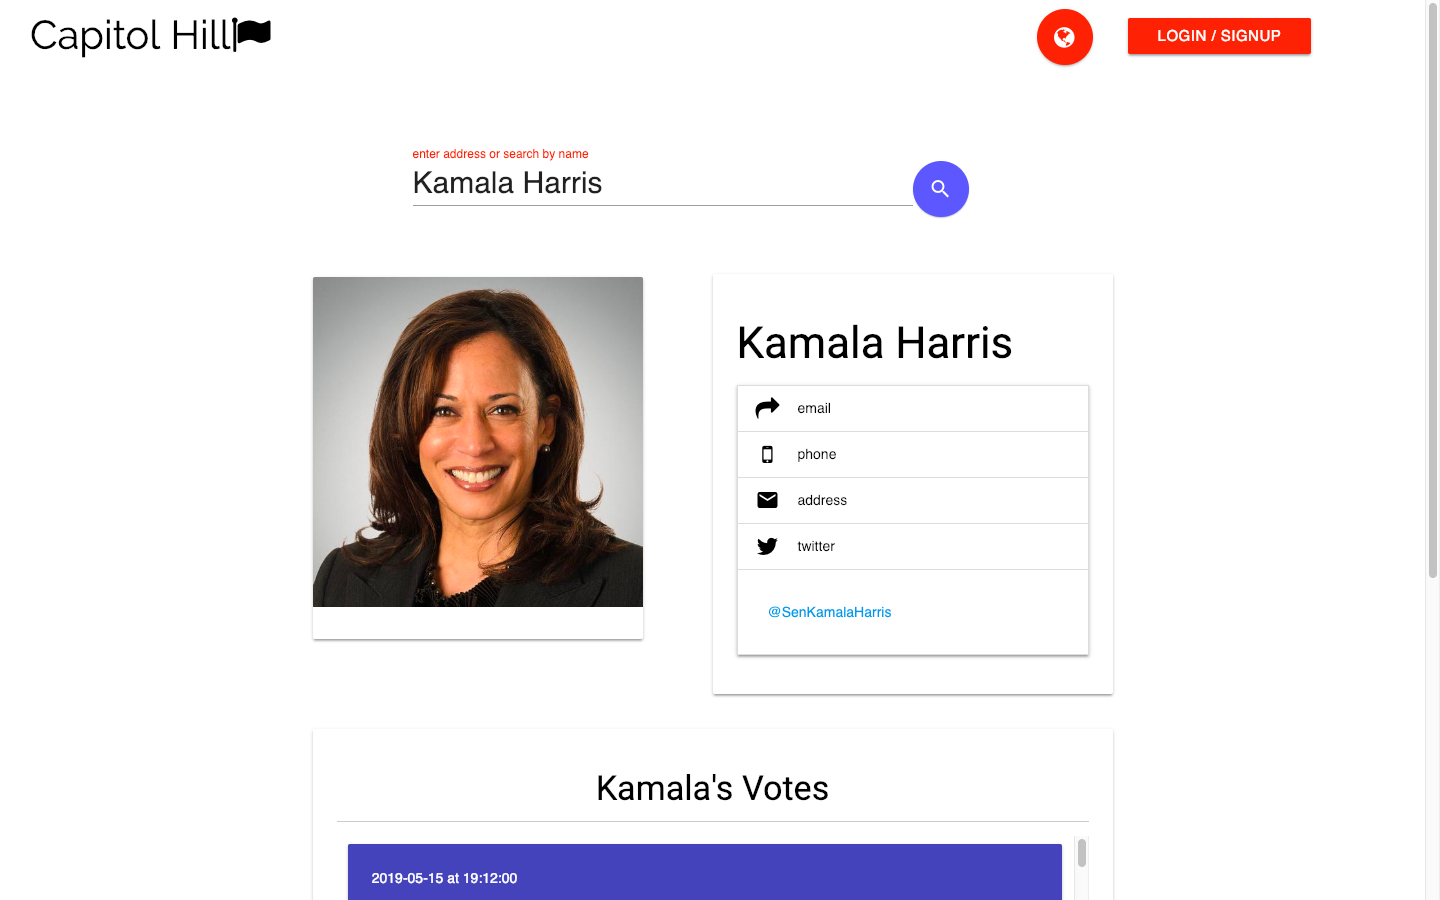 Capitol Hill
LOGIN / SIGNUP
enter address or search by name
Kamala Harris
Kamala Harris
email
phone
address
twitter
@SenKamalaHarris
Kamala's Votes
2019-05-15 at 19:12:00